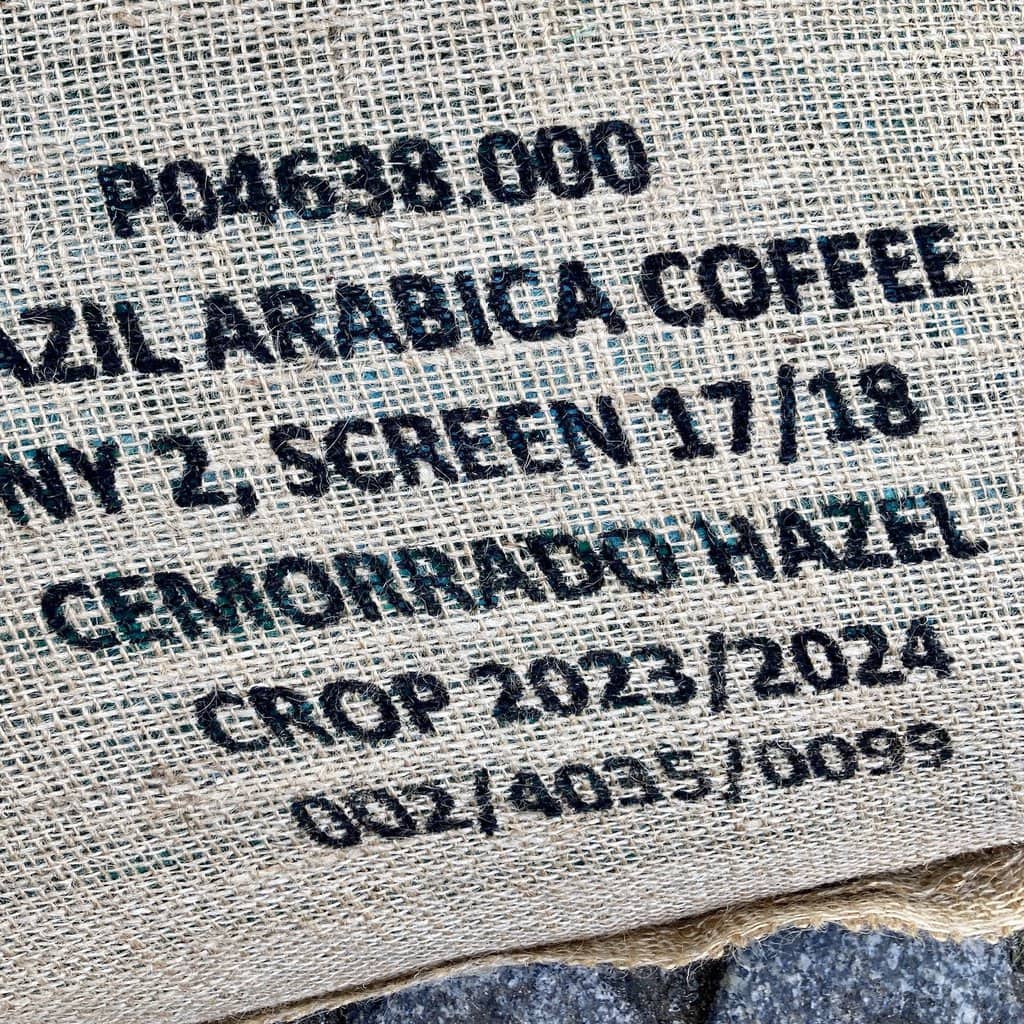 P04638.000
AZIL ARABICA COFFEE
NY 2, SCREEN 17/18
CEMORRADO HAZEL
CROP 2023/2024
002/4035/0099